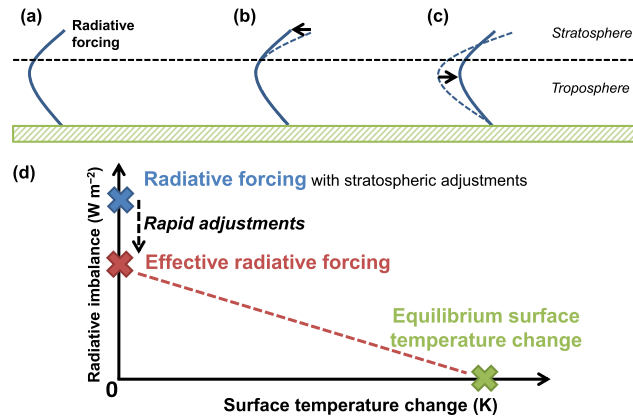 (a)
Radiative
forcing
(b)
(c)
Stratosphere
Troposphere
(d)
Radiative forcing with stratospheric adjustments
Rapid adjustments
Effective radiative forcing
Equilibrium surface
temperature change
Radiative imbalance (W m⁻²)
0
Surface temperature change (K)